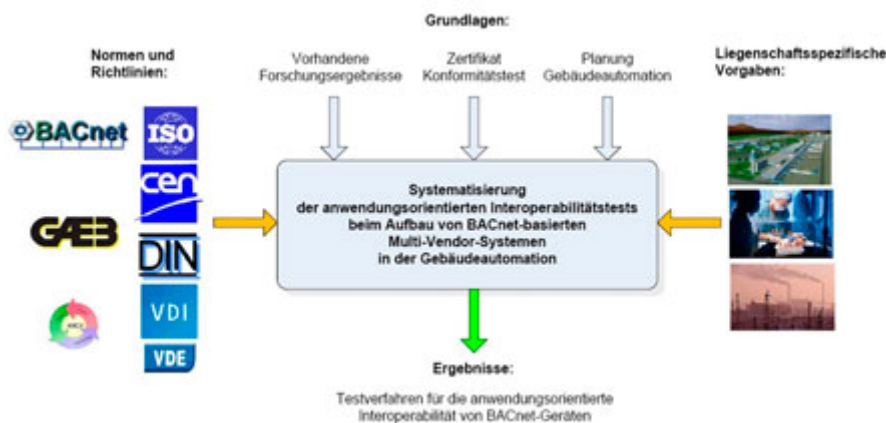 Grundlagen:
Normen und
Richtlinien:
Vorhandene
Forschungsergebnisse
Zertifikat
Konformitätstest
Planung
Gebäudeautomation
Liegenschaftsspezifische
Vorgaben:
BACnet
ISO
cen
GAEB
DIN
VDI
VDE
Systematisierung
der anwendungsorientierten Interoperabilitätstests
beim Aufbau von BACnet-basierten
Multi-Vendor-Systemen
in der Gebäudeautomation
Ergebnisse:
Testverfahren für die anwendungsorientierte
Interoperabilität von BACnet-Geräten